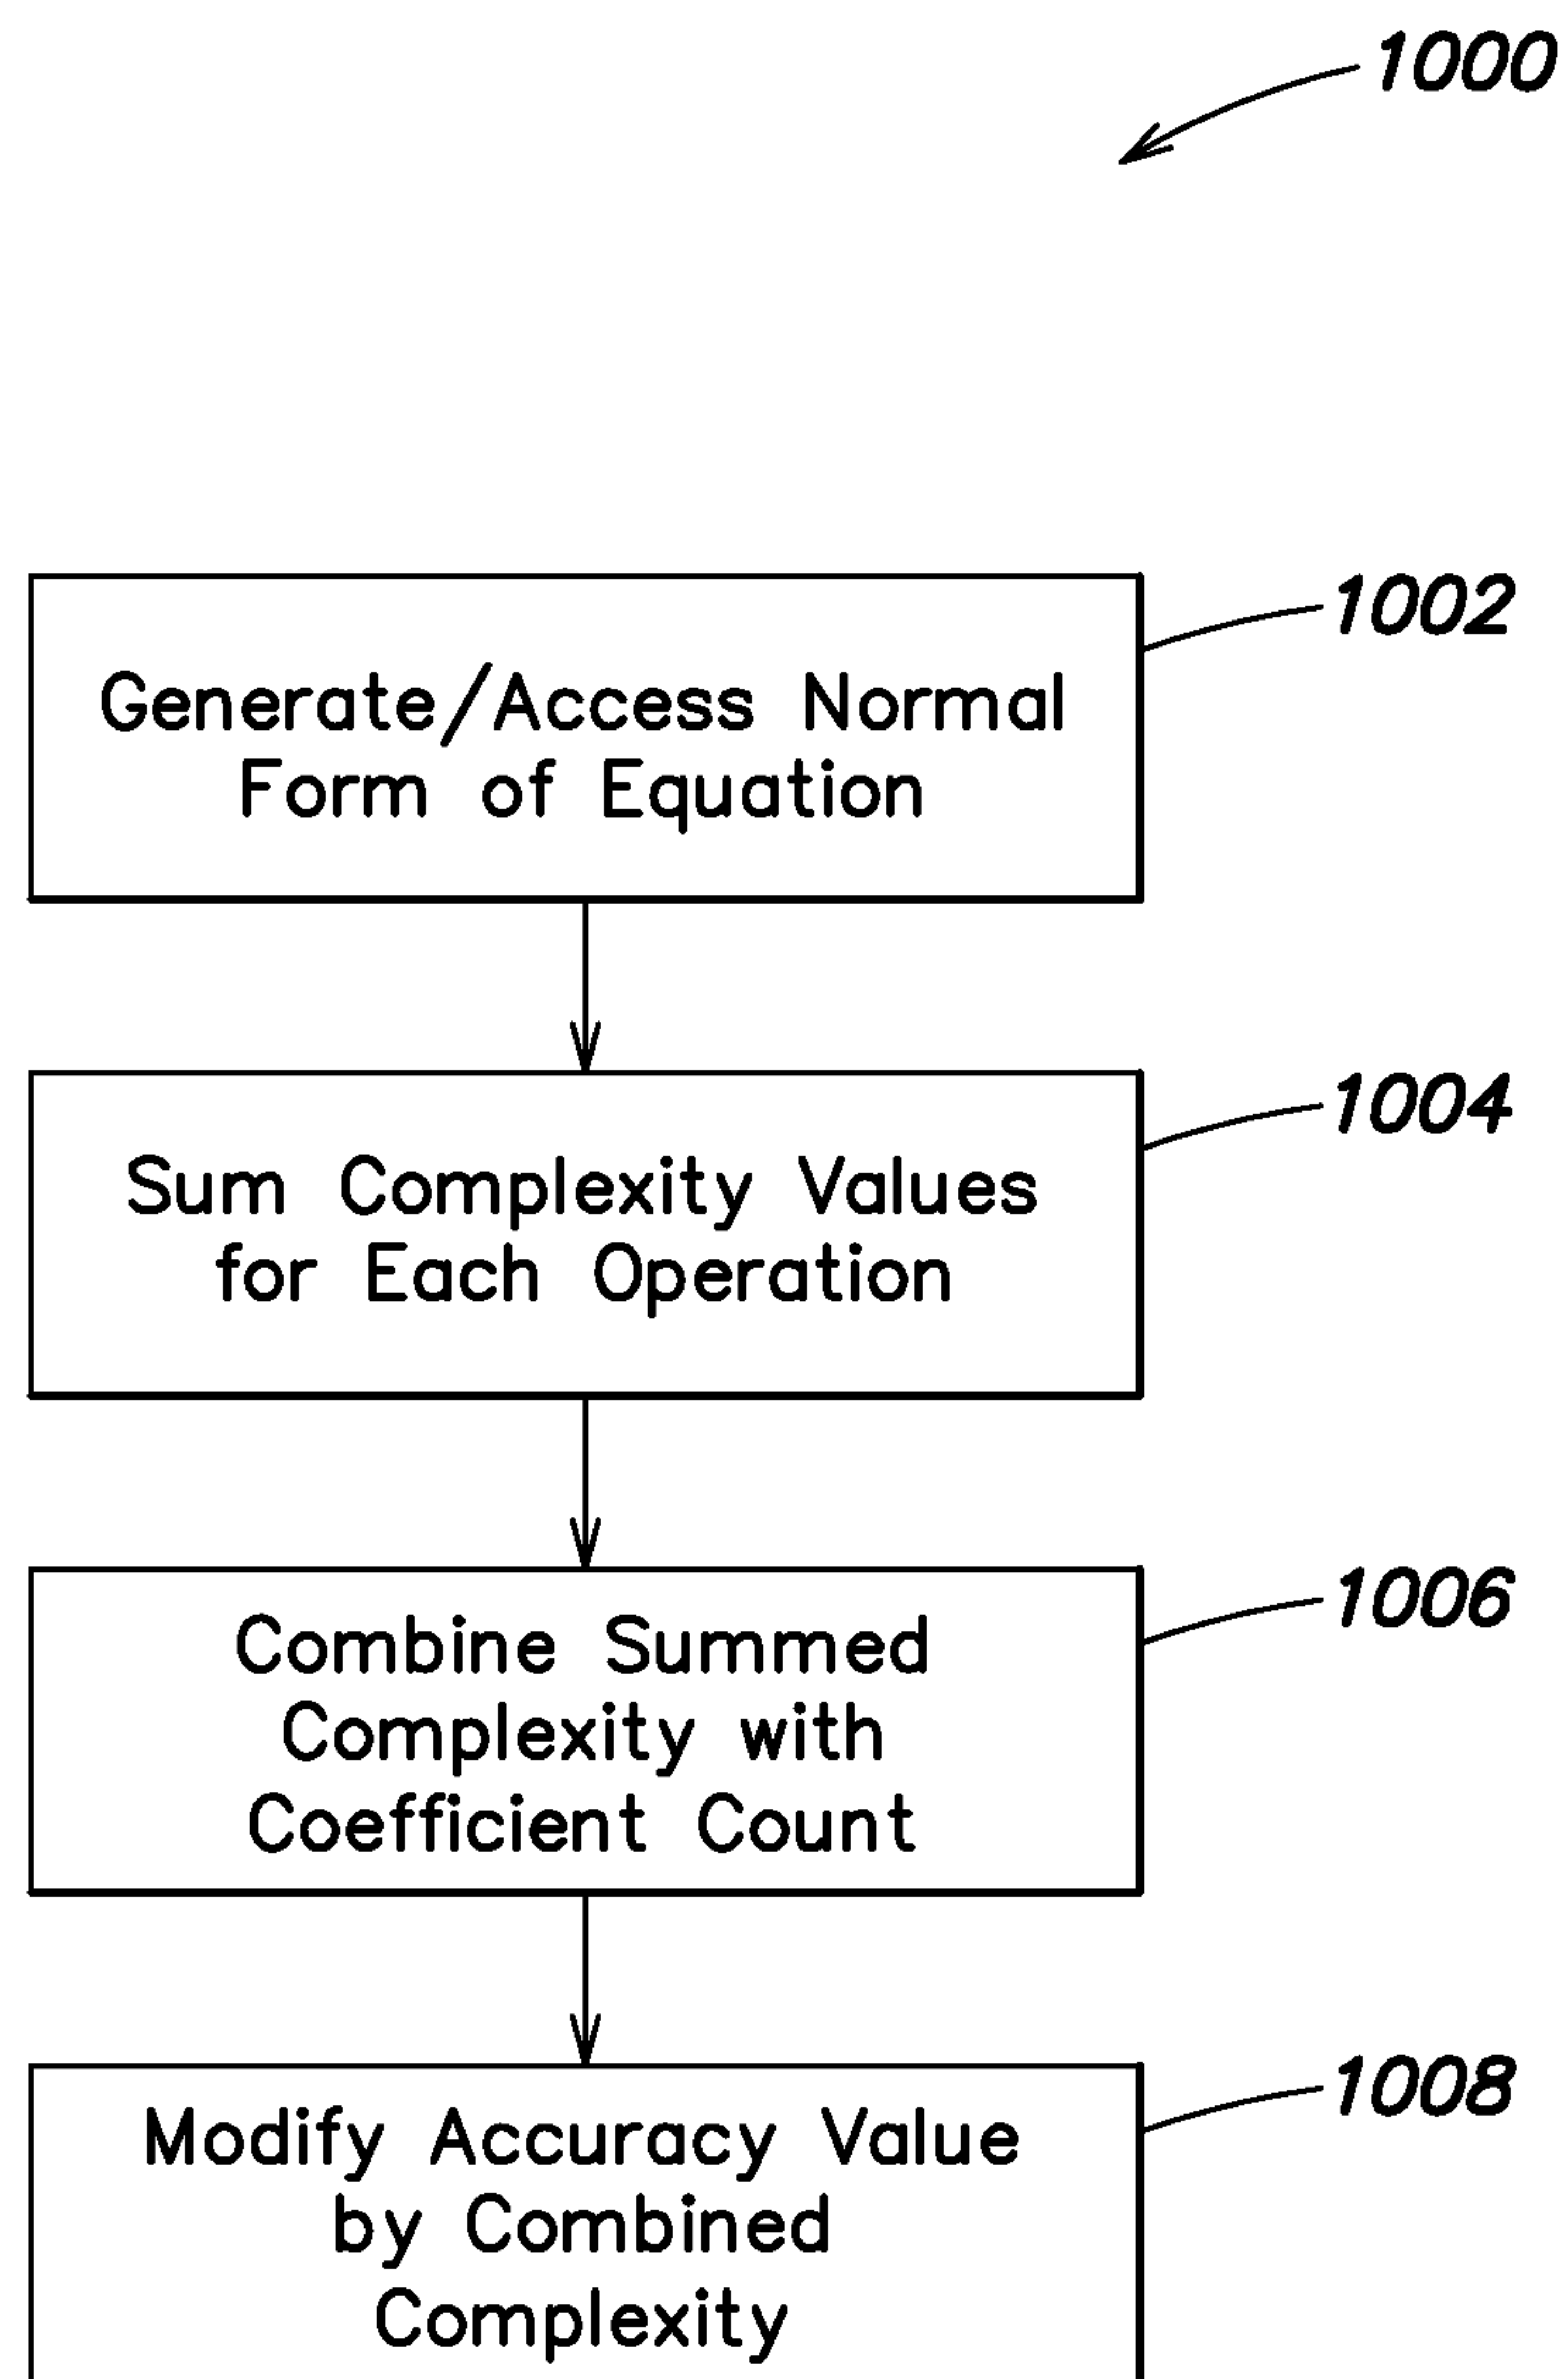 1000
1002
Generate/Access Normal
Form of Equation
1004
Sum Complexity Values
for Each Operation
1006
Combine Summed
Complexity with
Coefficient Count
1008
Modify Accuracy Value
by Combined
Complexity